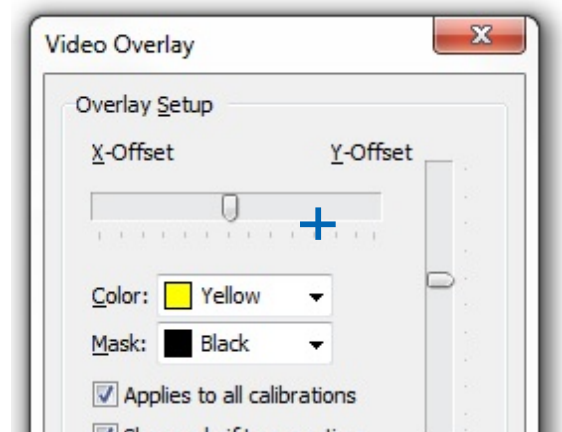 Video Overlay
Overlay Setup
X-Offset
Y-Offset
Color: Yellow
Mask: Black
Applies to all calibrations